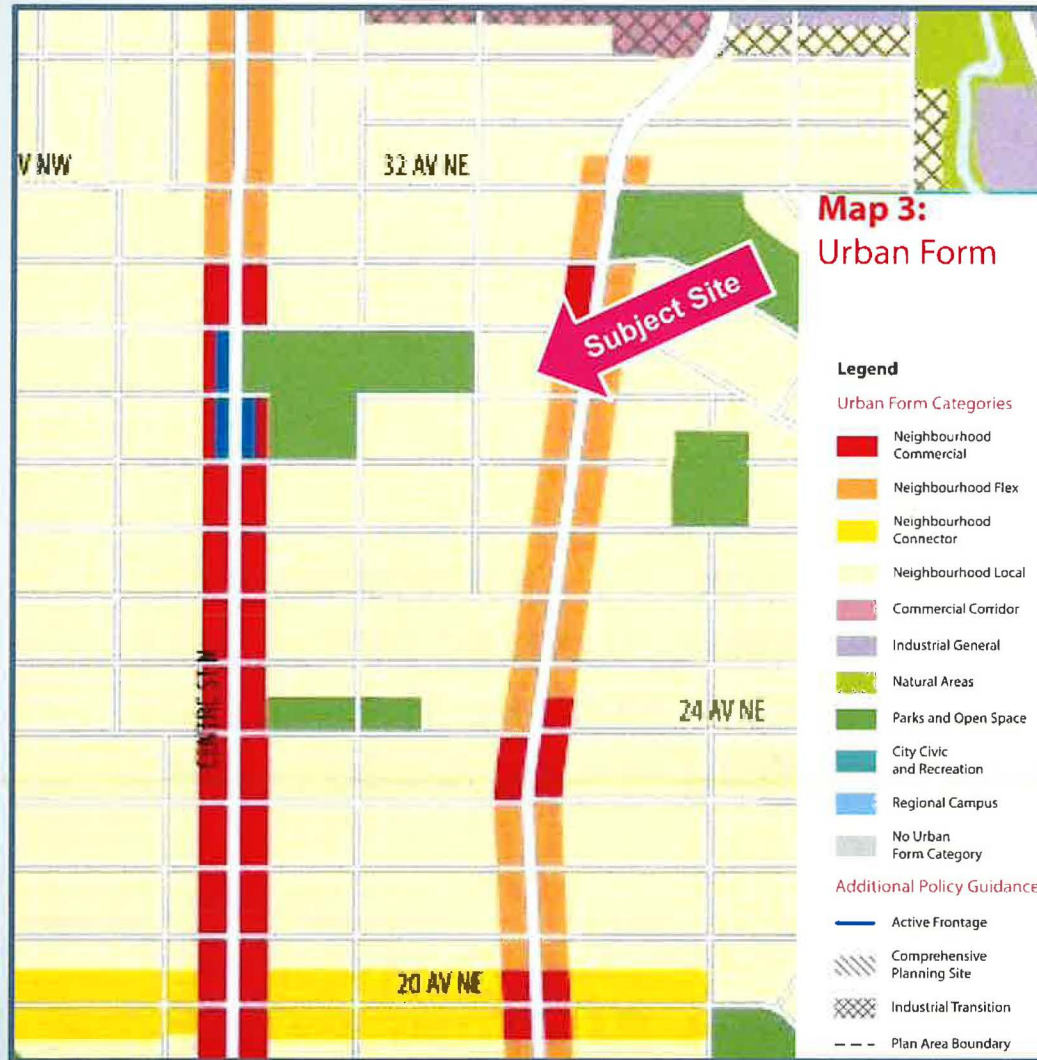 V NW
32 AV NE
Map 3:
Urban Form
Subject Site
CENTRE ST N
24 AV NE
20 AV NE
Legend
Urban Form Categories
Neighbourhood
Commercial
Neighbourhood Flex
Neighbourhood
Connector
Neighbourhood Local
Commercial Corridor
Industrial General
Natural Areas
Parks and Open Space
City Civic
and Recreation
Regional Campus
No Urban
Form Category
Additional Policy Guidance
Active Frontage
Comprehensive
Planning Site
Industrial Transition
Plan Area Boundary